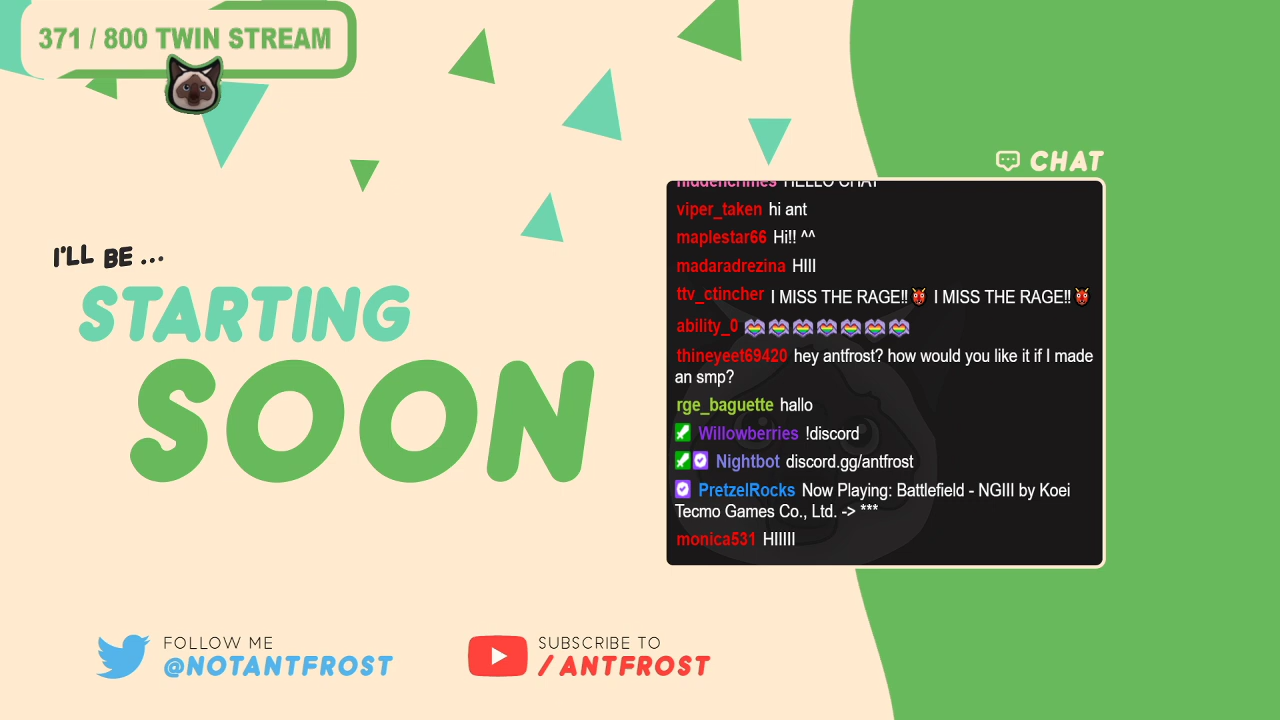 371 / 800 TWIN STREAM
CHAT
hiddencrimes HELLO CHAT
viper_taken hi ant
maplestar66 Hi!! ^^
madaradrezina HIII
ttv_ctincher I MISS THE RAGE!! I MISS THE RAGE!!
ability_0
thineyeet69420 hey antfrost? how would you like it if I made
an smp?
rge_baguette hallo
Willowberries !discord
Nightbot discord.gg/antfrost
PretzelRocks Now Playing: Battlefield - NGIII by Koei
Tecmo Games Co., Ltd. -> ***
monica531 HIIIII
I'LL BE ...
STARTING
SOON
FOLLOW ME
@NOTANTFROST
SUBSCRIBE TO
/ANTFROST